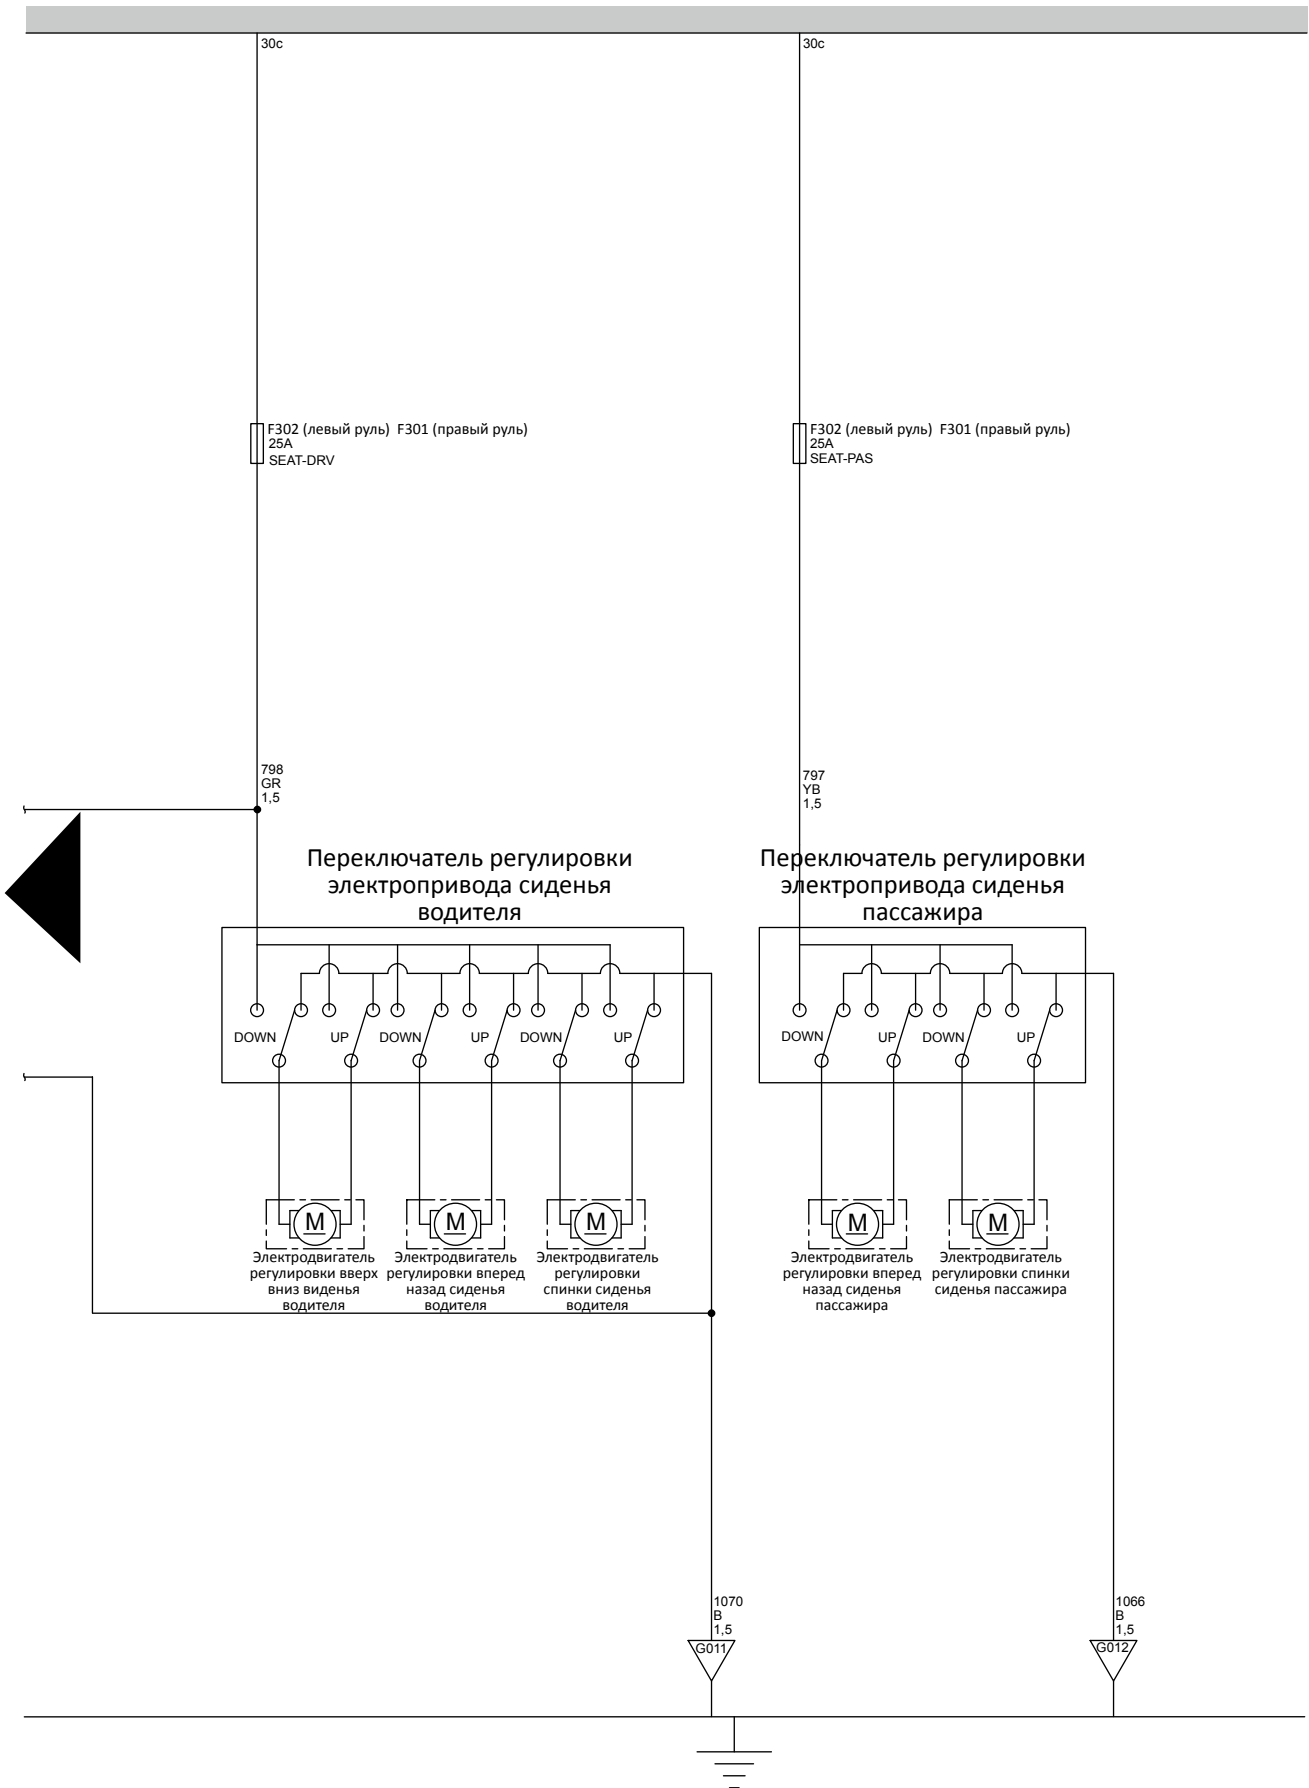 30c
30c
F302 (левый руль) F301 (правый руль)
25A
SEAT-DRV
F302 (левый руль) F301 (правый руль)
25A
SEAT-PAS
798
GR
1,5
797
YB
1,5
Переключатель регулировки
электропривода сиденья
водителя
Переключатель регулировки
электропривода сиденья
пассажира
DOWN UP DOWN UP DOWN UP
DOWN UP DOWN UP
M
M
M
M
M
Электродвигатель
регулировки вверх
вниз виденья
водителя
Электродвигатель
регулировки вперед
назад сиденья
водителя
Электродвигатель
регулировки
спинки сиденья
водителя
Электродвигатель
регулировки вперед
назад сиденья
пассажира
Электродвигатель
регулировки спинки
сиденья пассажира
1070
B
1,5
G011
1066
B
1,5
G012